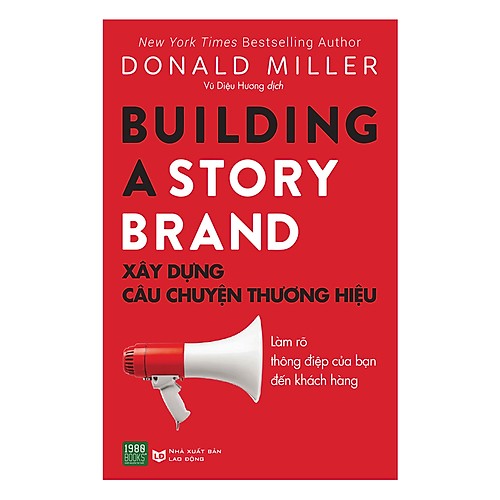 New York Times Bestselling Author
DONALD MILLER
Vũ Diệu Hương dịch
BUILDING
A STORY
BRAND
XÂY DỰNG
CÂU CHUYỆN THƯƠNG HIỆU
Làm rõ
thông điệp của bạn
đến khách hàng
1980
BOOKS
NHÀ XUẤT BẢN
LAO ĐỘNG